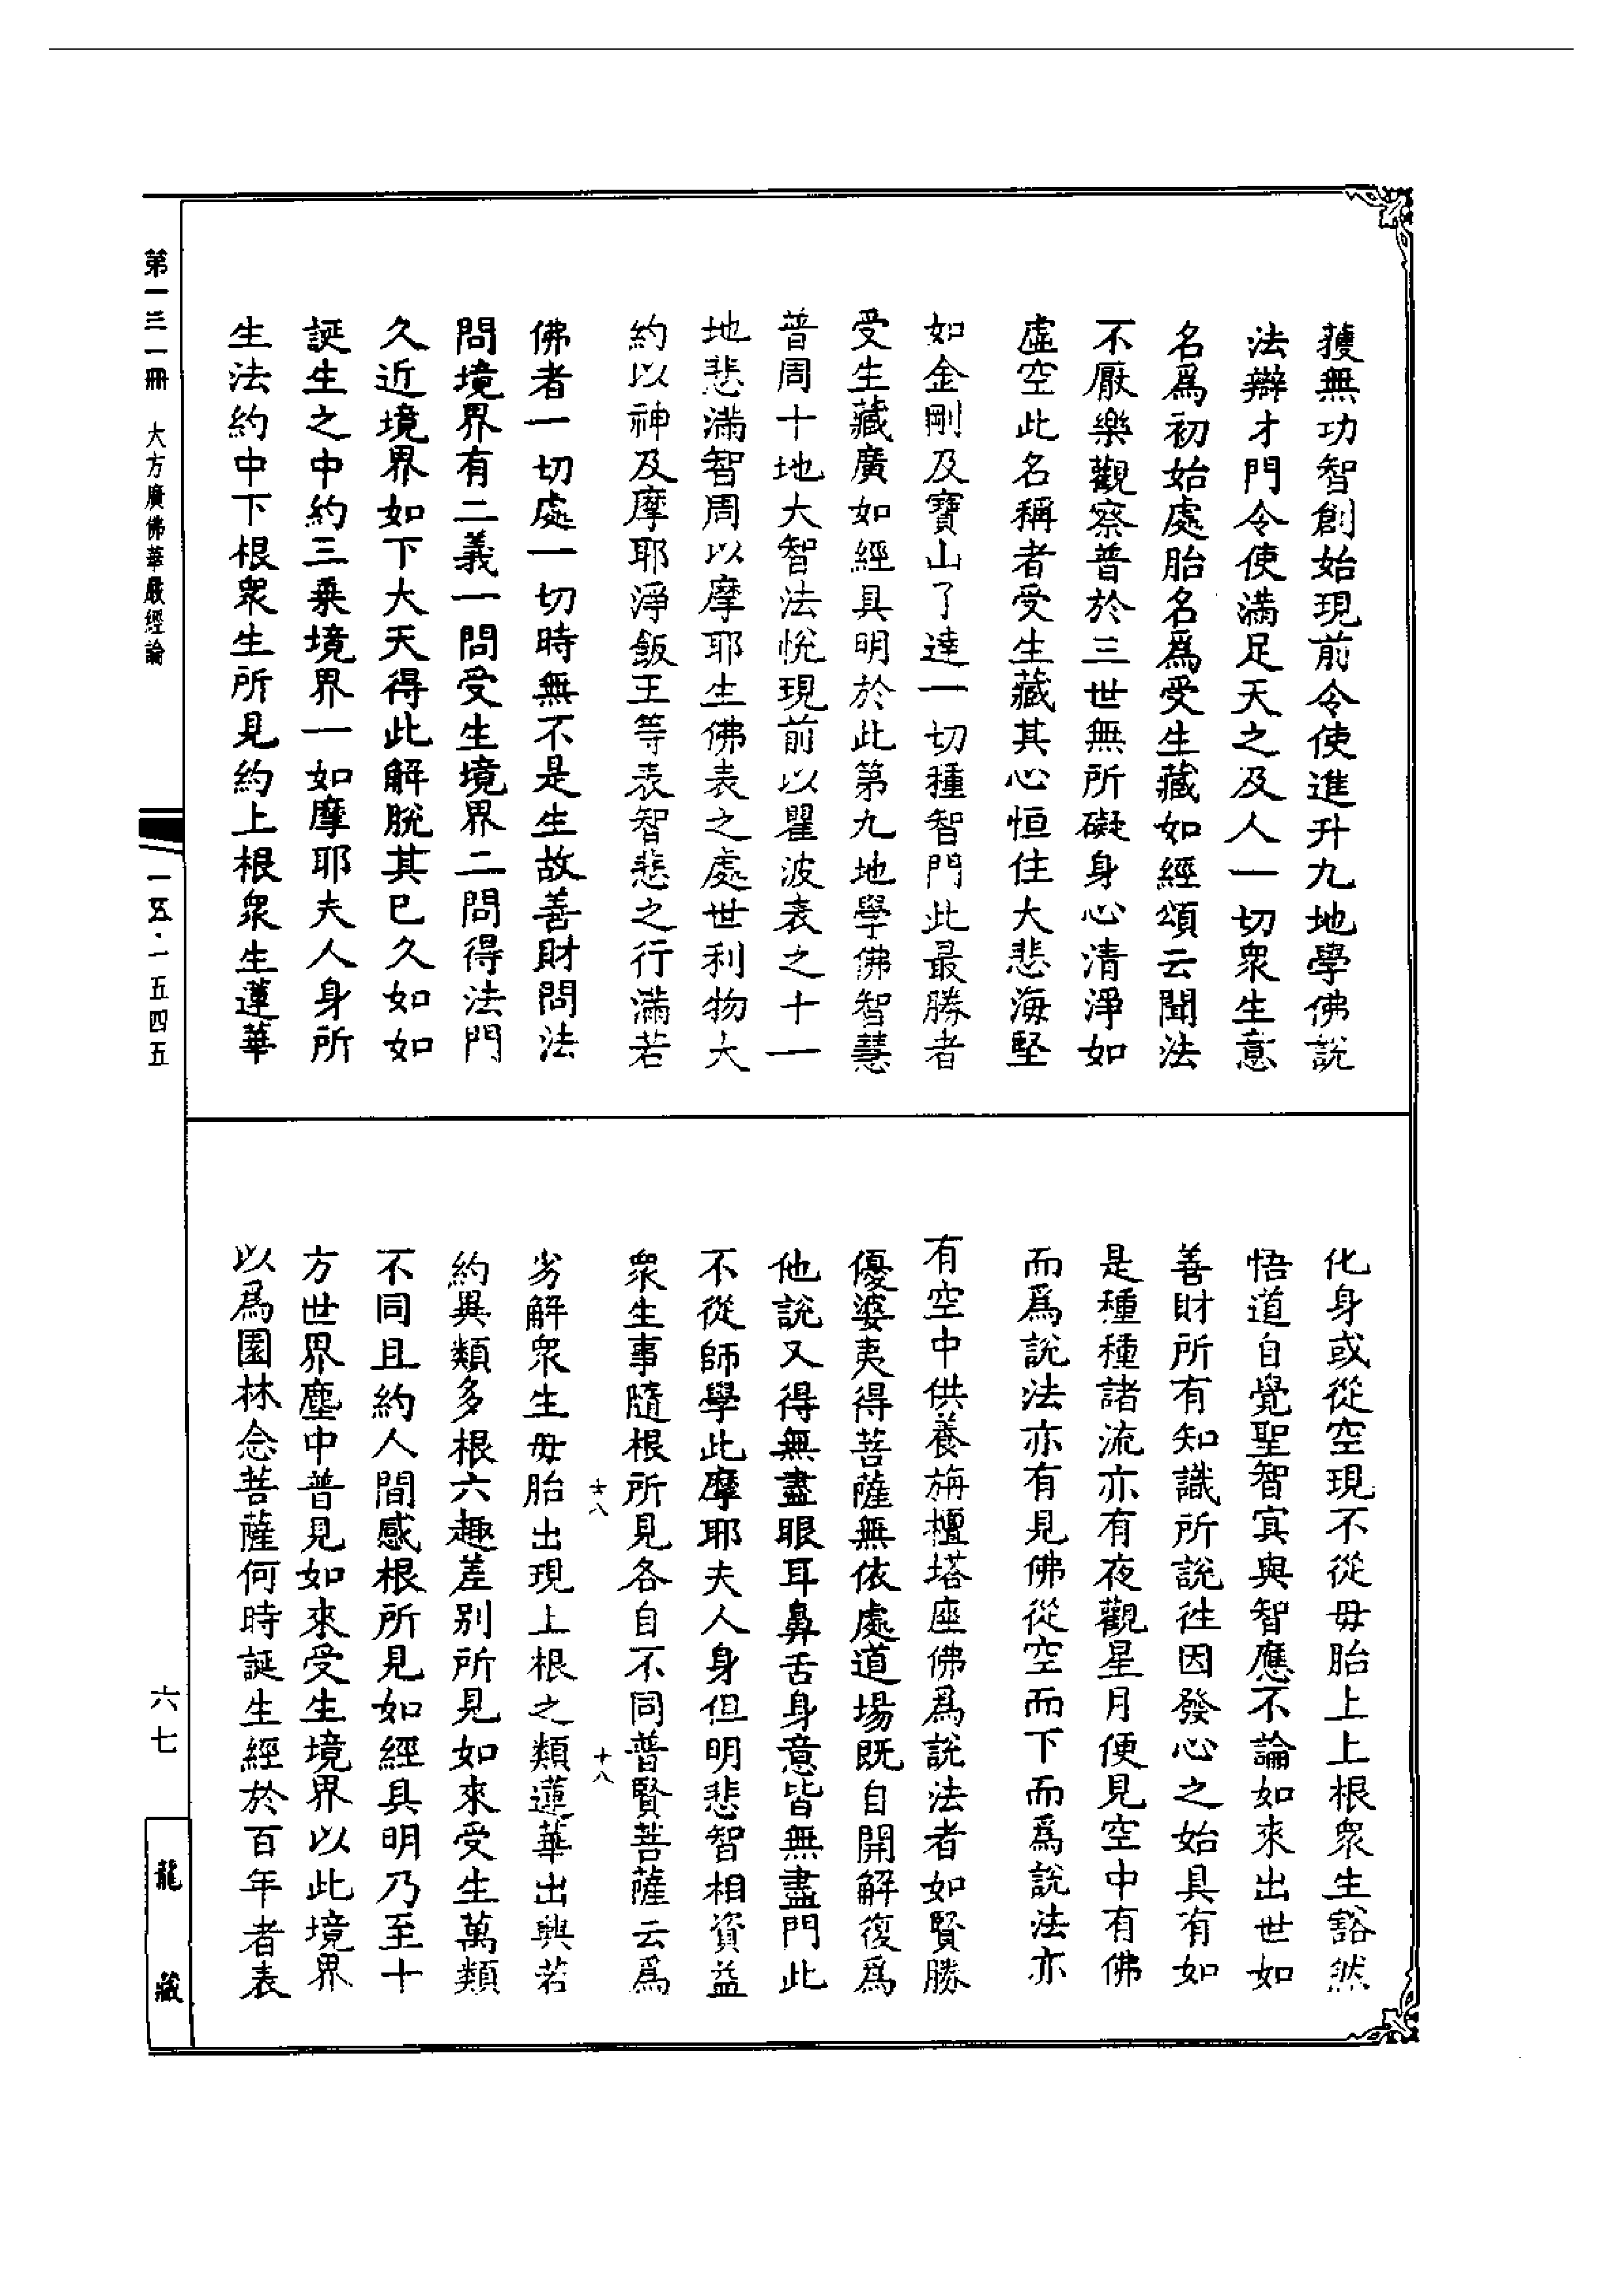 獲無功智創始現前令使進升九地學佛說
法辯才門令使滿足天之及人一切衆生意
名爲初始處胎名爲受生藏如經頌云聞法
不厭樂觀察普於三世無所礙身心清淨如
虛空此名稱者受生藏其心恒住大悲海堅
如金剛及寶山了達一切種智門此最勝者
受生藏廣如經具明於此第九地學佛智慧
普周十地大智法悅現前以瞿波表之十一
地悲滿智周以摩耶生佛表之處世利物大
約以神及摩耶淨飯王等表智悲之行滿若
佛者一切處一切時無不是生故善財問法
問境界有二義一問受生境界二問得法門
久近境界如下大天得此解脫其已久如如
誕生之中約三乘境界一如摩耶夫人身所
生法約中下根衆生所見約上根衆生蓮華
化身或從空現不從母胎上上根衆生豁然
悟道自覺聖智冥與智應不論如來出世如
善財所有知識所說往因發心之始具有如
是種種諸流亦有夜觀星月便見空中有佛
而爲說法亦有見佛從空而下而爲說法亦
有空中供養旃檀塔座佛爲說法者如賢勝
優婆夷得菩薩無依處道場既自開解復爲
他說又得無盡眼耳鼻舌身意皆無盡門此
不從師學此摩耶夫人身但明悲智相資益
衆生事隨根所見各自不同普賢菩薩云爲
劣解衆生母胎出現上根之類蓮華出興若
約異類多根六趣差別所見如來受生萬類
不同且約人間感根所見如經具明乃至十
方世界塵中普見如來受生境界以此境界
以爲園林念菩薩何時誕生經於百年者表
十八
第一三一冊　大方廣佛華嚴經論
一五·一五四五
六七
龍藏